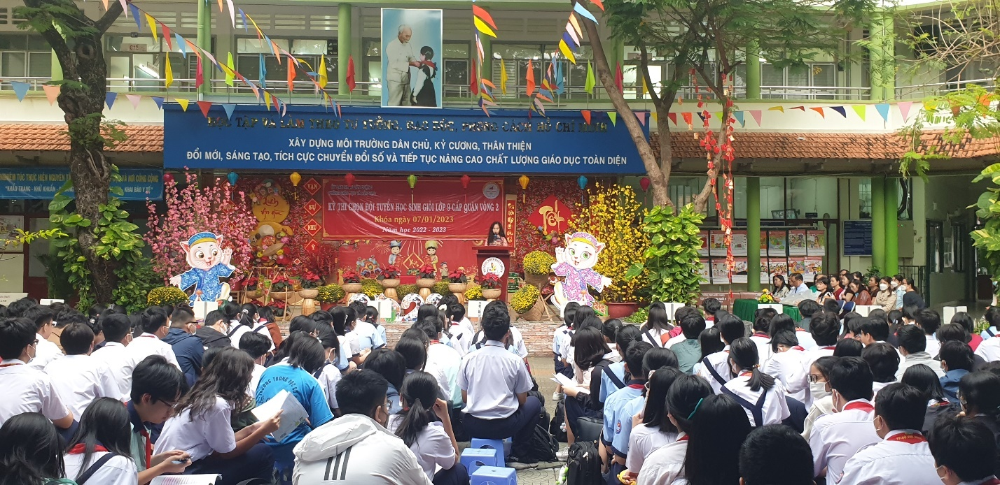 HỌC TẬP VÀ LÀM THEO TƯ TƯỞNG, ĐẠO ĐỨC, PHONG CÁCH HỒ CHÍ MINH
XÂY DỰNG MÔI TRƯỜNG DÂN CHỦ, KỶ CƯƠNG, THÂN THIỆN
ĐỔI MỚI, SÁNG TẠO, TÍCH CỰC CHUYỂN ĐỔI SỐ VÀ TIẾP TỤC NÂNG CAO CHẤT LƯỢNG GIÁO DỤC TOÀN DIỆN
NGHIÊM TÚC THỰC HIỆN NGUYÊN
NƠI CÔNG CỘNG
"KHẨU TRANG - KHỬ KHUẨN -
KHAI BÁO Y TẾ"
KỲ THI CHỌN ĐỘI TUYỂN HỌC SINH GIỎI LỚP 9 CẤP QUẬN VÒNG 2
Khóa ngày 07/01/2023
Năm học 2022 - 2023
VẠN
SỰ
NHƯ
Tết